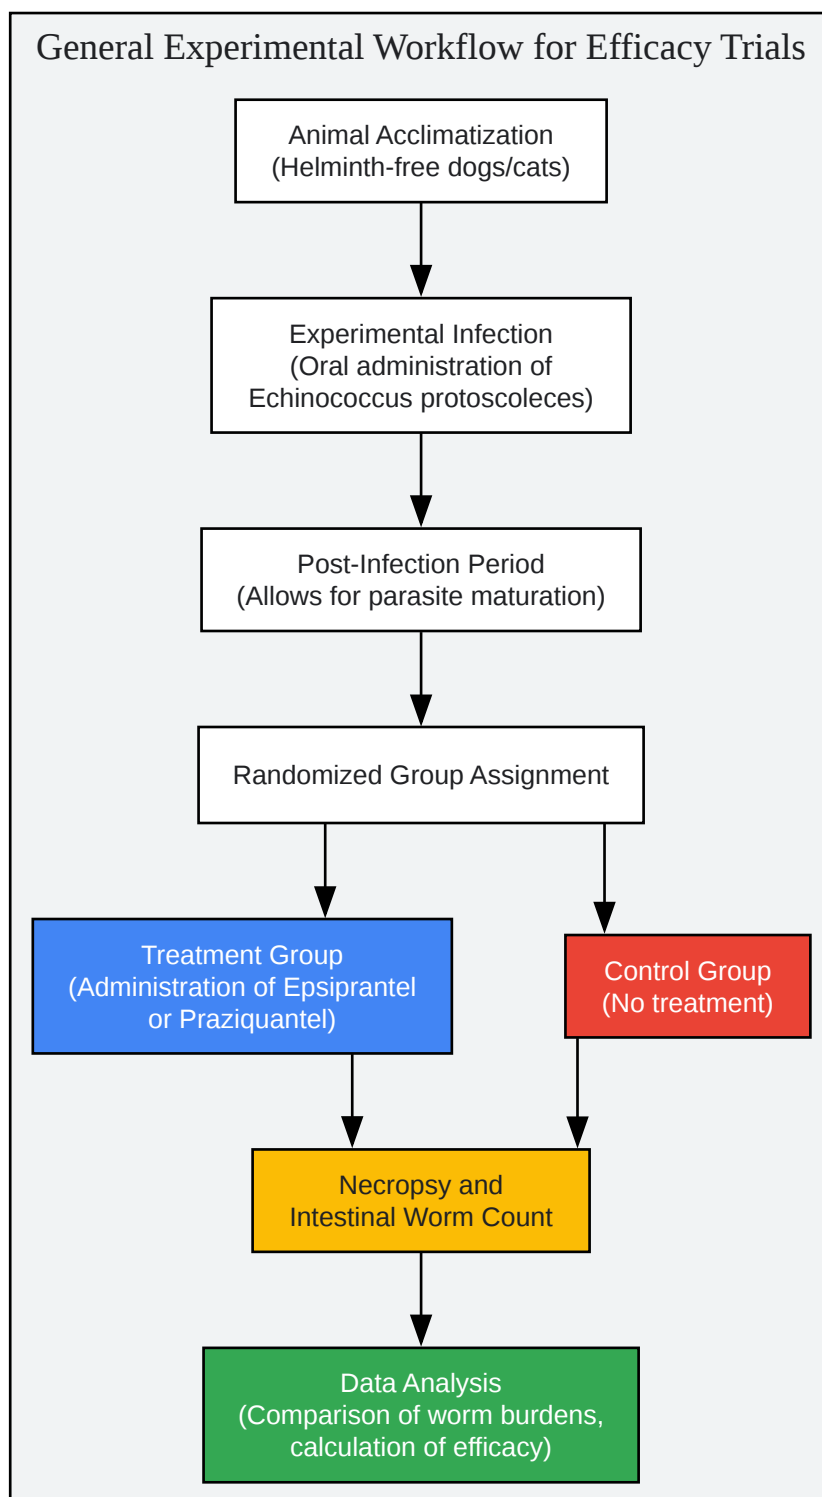 General Experimental Workflow for Efficacy Trials
Animal Acclimatization
(Helminth-free dogs/cats)
Experimental Infection
(Oral administration of
Echinococcus protoscoleces)
Post-Infection Period
(Allows for parasite maturation)
Randomized Group Assignment
Treatment Group
(Administration of Epsiprantel
or Praziquantel)
Control Group
(No treatment)
Necropsy and
Intestinal Worm Count
Data Analysis
(Comparison of worm burdens,
calculation of efficacy)